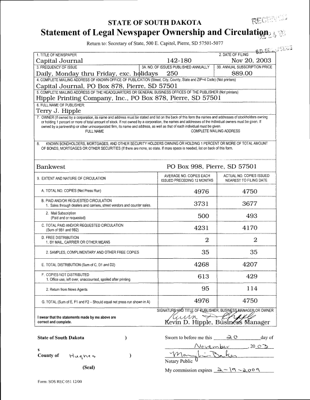 STATE OF SOUTH DAKOTA
Statement of Legal Newspaper Ownership and Circulation
Return to: Secretary of State, 500 E. Capitol, Pierre, SD 57501-5077
1. TITLE OF NEWSPAPER
Capital Journal
142-180
2. DATE OF FILING
Nov 20, 2003
3. FREQUENCY OF ISSUE
Daily, Monday thru Friday, exc. holidays
3A. NO. OF ISSUES PUBLISHED ANNUALLY
250
3B. ANNUAL SUBSCRIPTION PRICE
$89.00
4. COMPLETE MAILING ADDRESS OF KNOWN OFFICE OF PUBLICATION (Street, City, County, State and ZIP+4 Code) (Not printers)
Capital Journal, PO Box 878, Pierre, SD 57501
5. COMPLETE MAILING ADDRESS OF THE HEADQUARTERS OR GENERAL BUSINESS OFFICES OF THE PUBLISHER (Not printers)
Hipple Printing Company, Inc., PO Box 878, Pierre, SD 57501
6. FULL NAME OF PUBLISHER
Terry J. Hipple
7. OWNER (If owned by a corporation, its name and address must be stated and also on the back of this form the names and addresses of stockholders owning or holding 1 percent or more of total amount of stock. If not owned by a corporation, the names and addresses of the individual owners must be given. If owned by a partnership or other unincorporated firm, its name and address, as well as that of each individual must be given.)
FULL NAME
COMPLETE MAILING ADDRESS
8. KNOWN BONDHOLDERS, MORTGAGEES, AND OTHER SECURITY HOLDERS OWNING OR HOLDING 1 PERCENT OR MORE OF TOTAL AMOUNT OF BONDS, MORTGAGES OR OTHER SECURITIES (If there are none, so state. If more space is needed, list on back of this form.
Bankwest
PO Box 998, Pierre, SD 57501
9. EXTENT AND NATURE OF CIRCULATION
AVERAGE NO. COPIES EACH ISSUED PRECEDING 12 MONTHS
ACTUAL NO. COPIES ISSUED NEAREST TO FILING DATE
A. TOTAL NO. COPIES (Net Press Run)
4976
4750
B. PAID AND/OR REQUESTED CIRCULATION
1. Sales through dealers and carriers, street vendors and counter sales.
3731
3677
2. Mail Subscription
(Paid and or requested)
500
493
C. TOTAL PAID AND/OR REQUESTED CIRCULATION
(Sum of 9B1 and 9B2)
4231
4170
D. FREE DISTRIBUTION
1. BY MAIL, CARRIER OR OTHER MEANS
2
2
2. SAMPLES, COMPLIMENTARY AND OTHER FREE COPIES
35
35
E. TOTAL DISTRIBUTION (Sum of C, D1 and D2)
4268
4207
F. COPIES NOT DISTRIBUTED
1. Office use, left over, unaccounted, spoiled after printing
613
429
2. Return from News Agents
95
114
G. TOTAL (Sum of E, F1 and F2 - Should equal net press run shown in A)
4976
4750
I swear that the statements made by me above are correct and complete.
SIGNATURE AND TITLE OF PUBLISHER, BUSINESS MANAGER, OR OWNER
Kevin D. Hipple, Business Manager
State of South Dakota )
County of Hughes )
(Seal)
Sworn to before me this 20 day of
November 2003
Notary Public
My commission expires 2-19-2009
Form: SOS REC 051 12/00